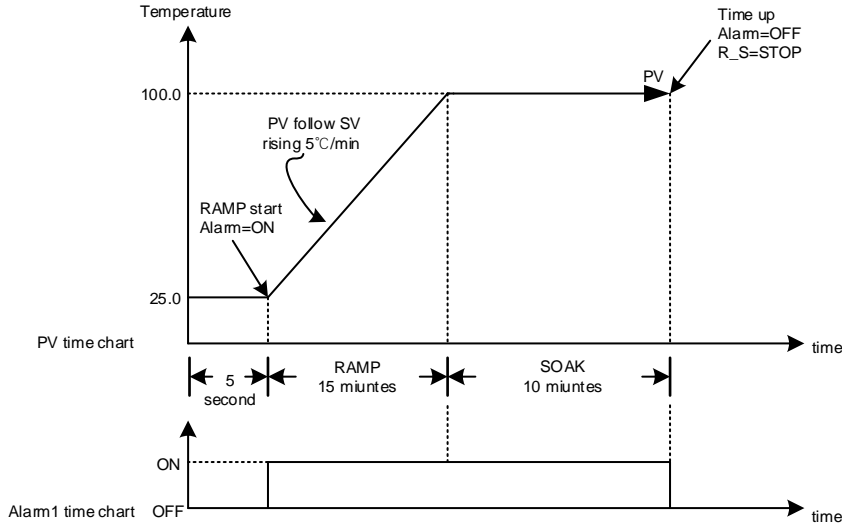 Temperature
Time up
Alarm=OFF
R_S=STOP
PV
100.0
PV follow SV
rising 5℃/min
RAMP start
Alarm=ON
25.0
PV time chart
time
5
second
RAMP
15 miuntes
SOAK
10 miuntes
ON
Alarm1 time chart
OFF
time